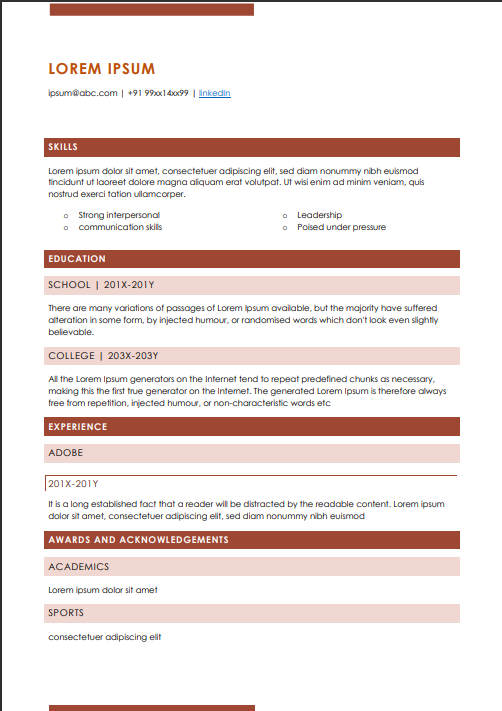 LOREM IPSUM
ipsum@abc.com | +91 99xx14xx99 | linkedIn
SKILLS
Lorem ipsum dolor sit amet, consectetuer adipiscing elit, sed diam nonummy nibh euismod
tincidunt ut laoreet dolore magna aliquam erat volutpat. Ut wisi enim ad minim veniam, quis
nostrud exerci tation ullamcorper.
o Strong interpersonal
o communication skills
o Leadership
o Poised under pressure
EDUCATION
SCHOOL | 201X-201Y
There are many variations of passages of Lorem Ipsum available, but the majority have suffered
alteration in some form, by injected humour, or randomised words which don't look even slightly
believable.
COLLEGE | 203X-203Y
All the Lorem Ipsum generators on the Internet tend to repeat predefined chunks as necessary,
making this the first true generator on the Internet. The generated Lorem Ipsum is therefore always
free from repetition, injected humour, or non-characteristic words etc
EXPERIENCE
ADOBE
201X-201Y
It is a long established fact that a reader will be distracted by the readable content. Lorem ipsum
dolor sit amet, consectetuer adipiscing elit, sed diam nonummy nibh euismod
AWARDS AND ACKNOWLEDGEMENTS
ACADEMICS
Lorem ipsum dolor sit amet
SPORTS
consectetuer adipiscing elit